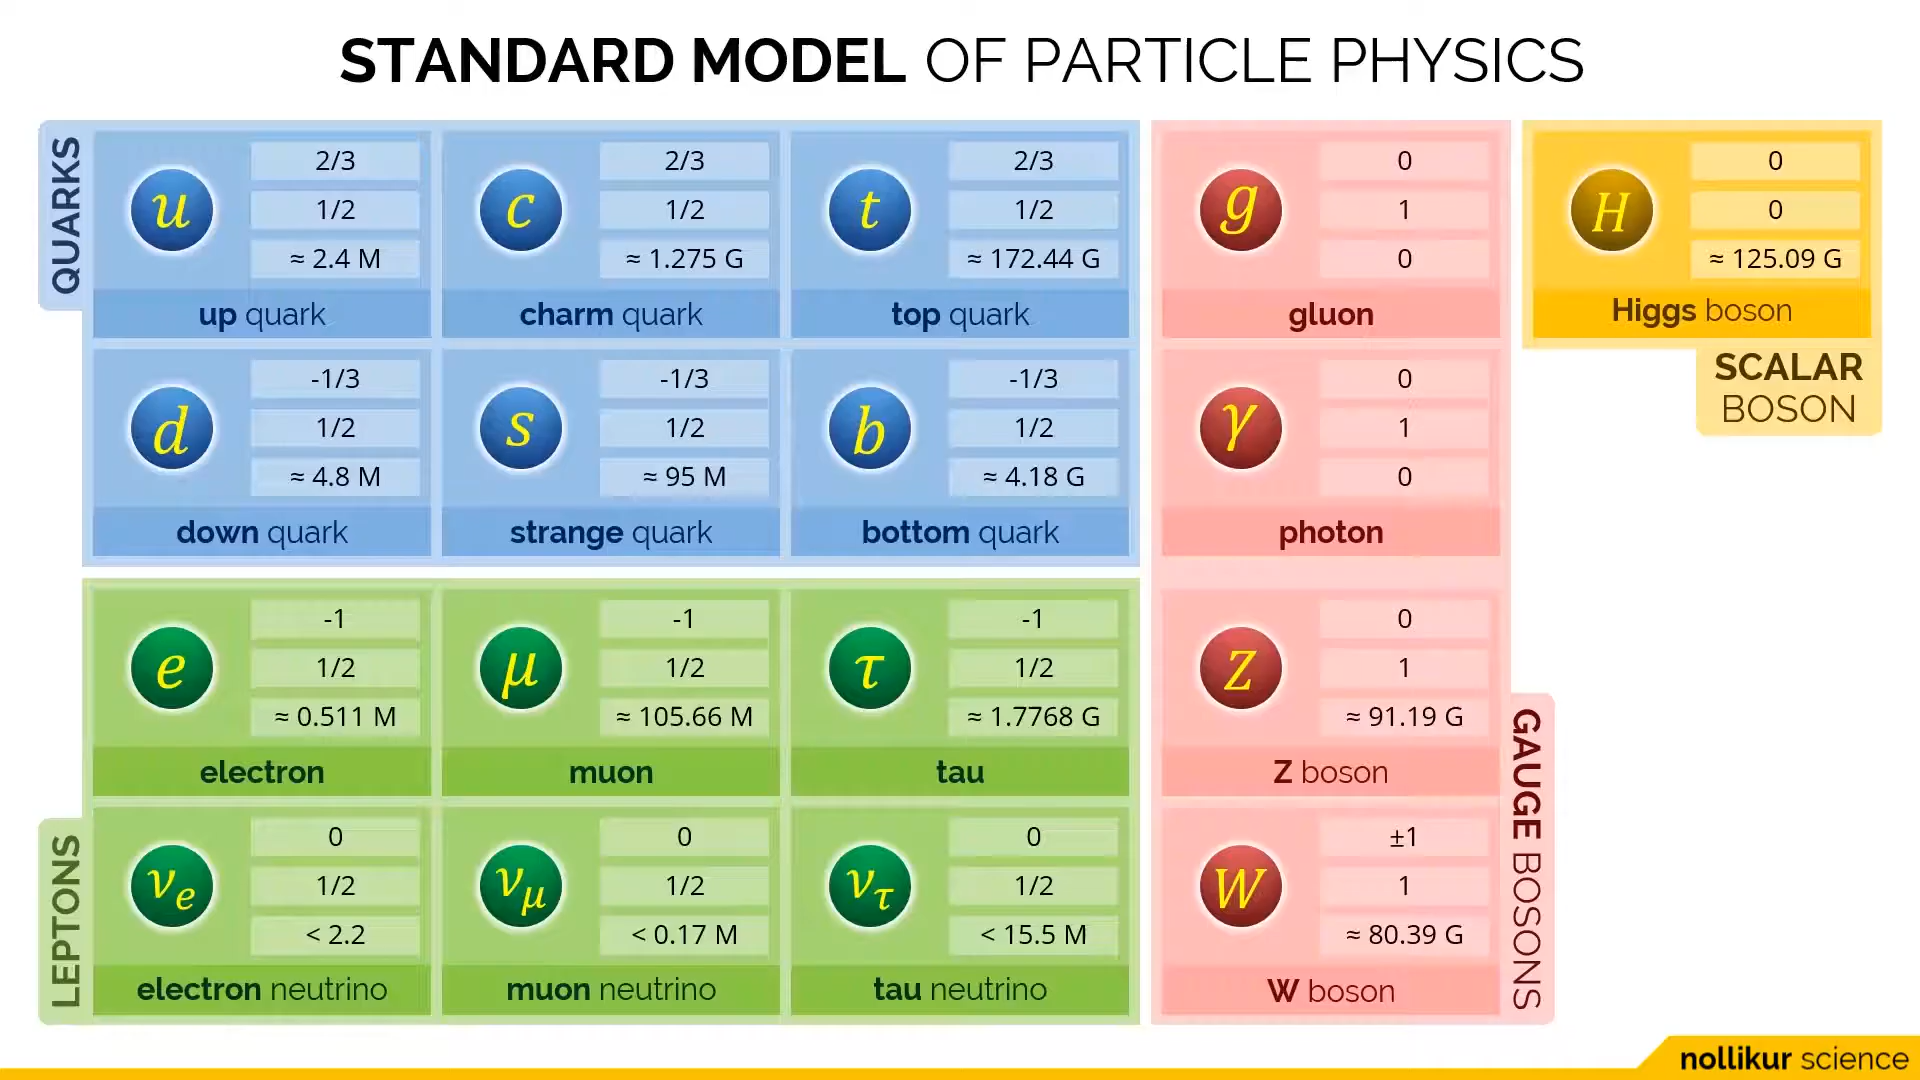 STANDARD MODEL OF PARTICLE PHYSICS
QUARKS
u
2/3
1/2
≈ 2.4 M
up quark
c
2/3
1/2
≈ 1.275 G
charm quark
t
2/3
1/2
≈ 172.44 G
top quark
d
-1/3
1/2
≈ 4.8 M
down quark
s
-1/3
1/2
≈ 95 M
strange quark
b
-1/3
1/2
≈ 4.18 G
bottom quark
LEPTONS
e
-1
1/2
≈ 0.511 M
electron
μ
-1
1/2
≈ 105.66 M
muon
τ
-1
1/2
≈ 1.7768 G
tau
νe
0
1/2
< 2.2
electron neutrino
νμ
0
1/2
< 0.17 M
muon neutrino
ντ
0
1/2
< 15.5 M
tau neutrino
g
0
1
0
gluon
γ
0
1
0
photon
Z
0
1
≈ 91.19 G
Z boson
W
±1
1
≈ 80.39 G
W boson
GAUGE BOSONS
H
0
0
≈ 125.09 G
Higgs boson
SCALAR
BOSON
nollikur science